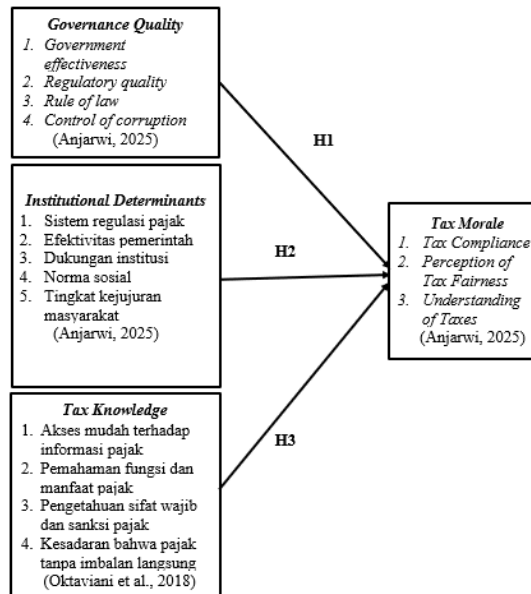 Governance Quality
1. Government
effectiveness
2. Regulatory quality
3. Rule of law
4. Control of corruption
(Anjarwi, 2025)
H1
Institutional Determinants
1. Sistem regulasi pajak
2. Efektivitas pemerintah
3. Dukungan institusi
4. Norma sosial
5. Tingkat kejujuran
masyarakat
(Anjarwi, 2025)
H2
Tax Morale
1. Tax Compliance
2. Perception of
Tax Fairness
3. Understanding
of Taxes
(Anjarwi, 2025)
H3
Tax Knowledge
1. Akses mudah terhadap
informasi pajak
2. Pemahaman fungsi dan
manfaat pajak
3. Pengetahuan sifat wajib
dan sanksi pajak
4. Kesadaran bahwa pajak
tanpa imbalan langsung
(Oktaviani et al., 2018)